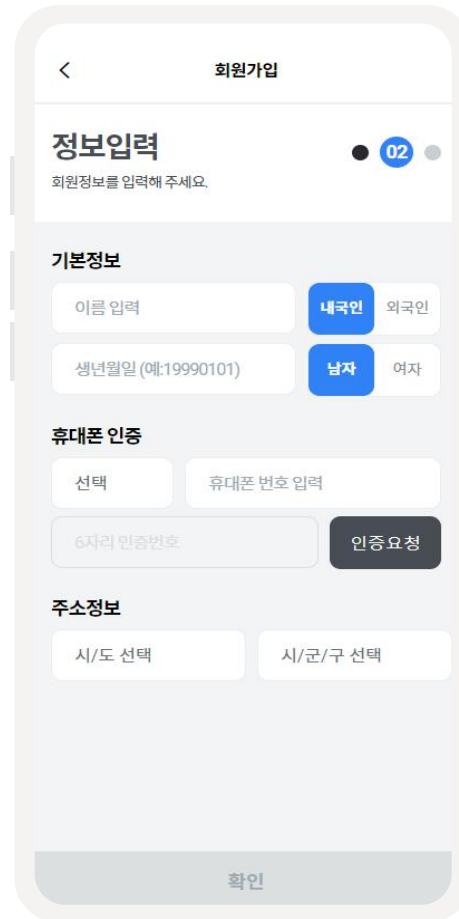 회원가입
정보입력
02
회원정보를 입력해 주세요.
기본정보
이름 입력 내국인 외국인
생년월일 (예:19990101) 남자 여자
휴대폰 인증
선택 휴대폰 번호 입력
6자리 인증번호 인증요청
주소정보
시/도 선택 시/군/구 선택
확인